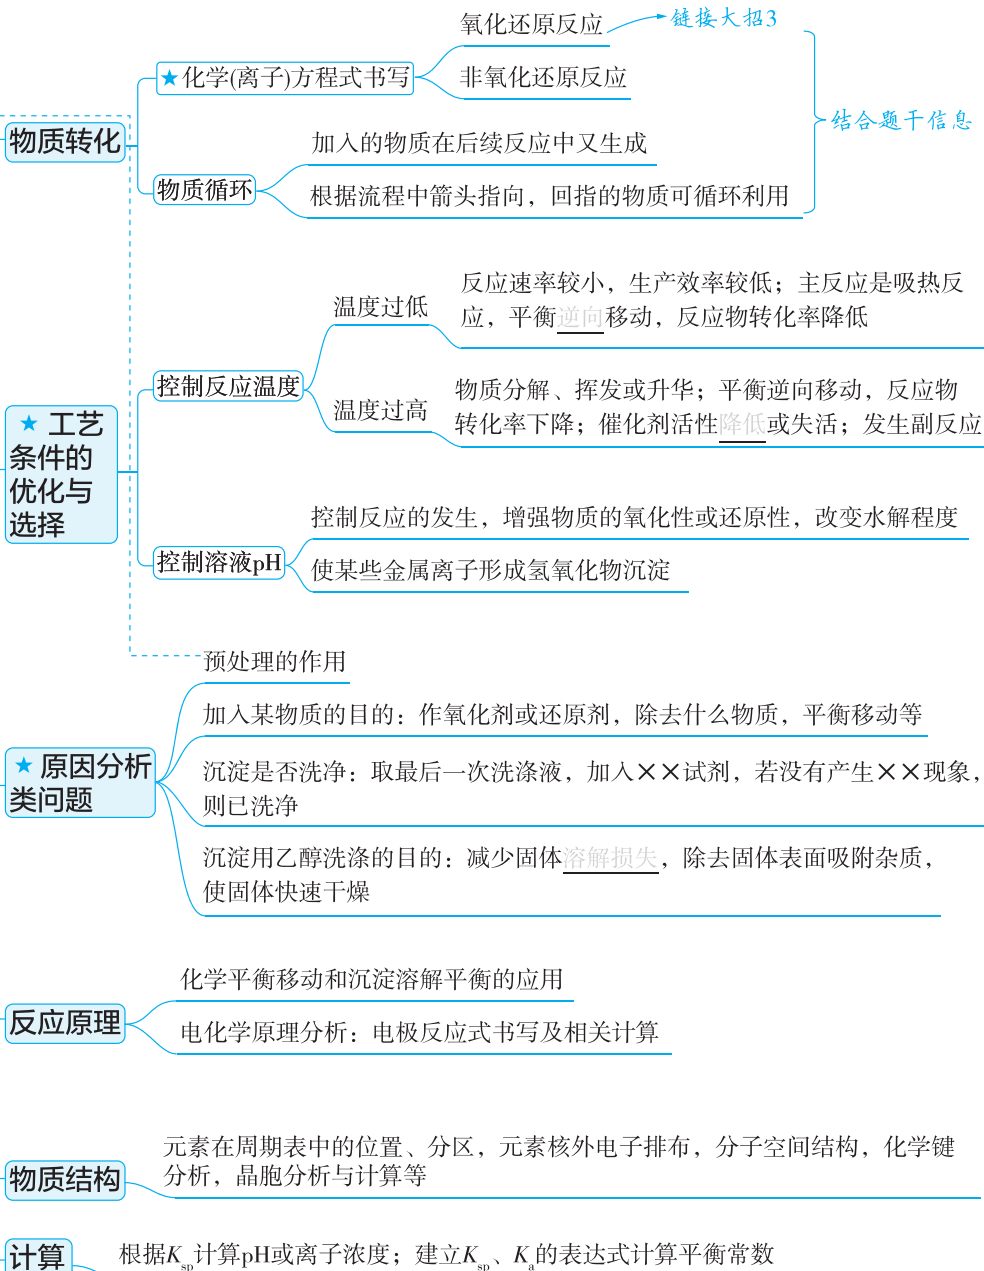 氧化还原反应
链接大招3
★化学(离子)方程式书写
非氧化还原反应
结合题干信息
物质转化
加入的物质在后续反应中又生成
物质循环
根据流程中箭头指向，回指的物质可循环利用
反应速率较小，生产效率较低；主反应是吸热反
温度过低
应，平衡逆向移动，反应物转化率降低
控制反应温度
物质分解、挥发或升华；平衡逆向移动，反应物
温度过高
转化率下降；催化剂活性降低或失活；发生副反应
★ 工艺
条件的
优化与
选择
控制反应的发生，增强物质的氧化性或还原性，改变水解程度
控制溶液pH
使某些金属离子形成氢氧化物沉淀
预处理的作用
加入某物质的目的：作氧化剂或还原剂，除去什么物质，平衡移动等
★ 原因分析
类问题
沉淀是否洗净：取最后一次洗涤液，加入××试剂，若没有产生××现象，
则已洗净
沉淀用乙醇洗涤的目的：减少固体溶解损失，除去固体表面吸附杂质，
使固体快速干燥
化学平衡移动和沉淀溶解平衡的应用
反应原理
电化学原理分析：电极反应式书写及相关计算
元素在周期表中的位置、分区，元素核外电子排布，分子空间结构，化学键
物质结构
分析，晶胞分析与计算等
计算
根据Ksp计算pH或离子浓度；建立Ksp、Ka的表达式计算平衡常数